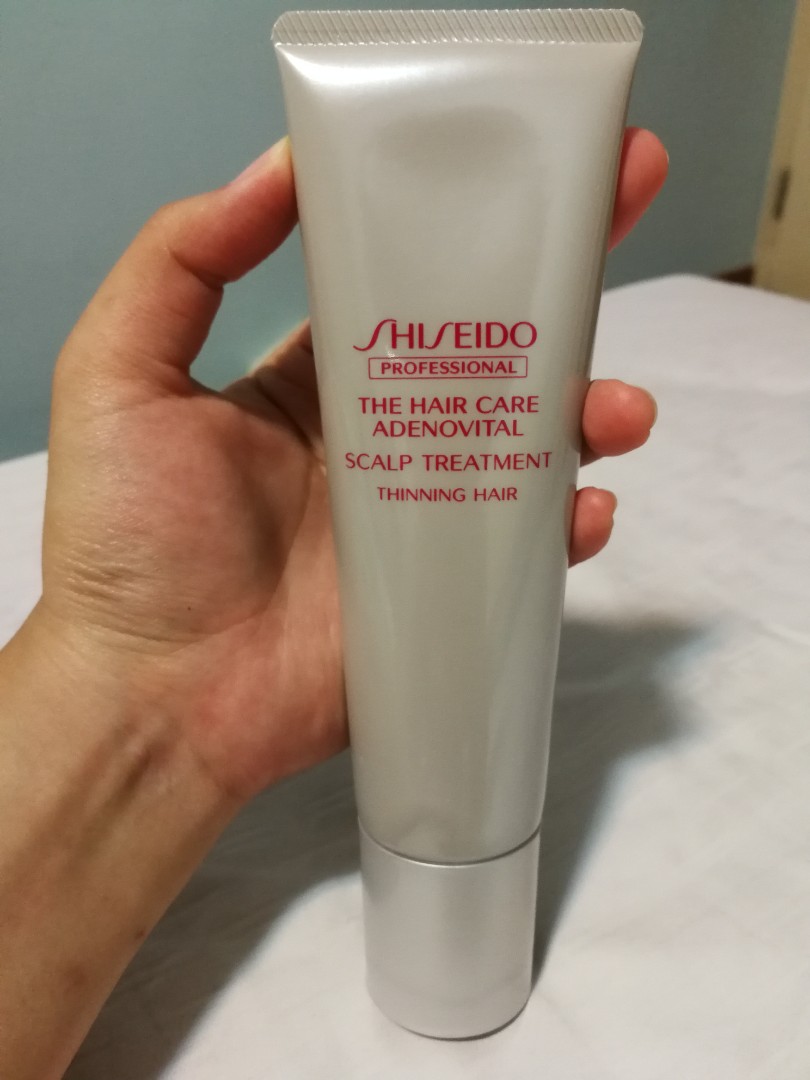 SHISEIDO
PROFESSIONAL
THE HAIR CARE
ADENOVITAL
SCALP TREATMENT
THINNING HAIR